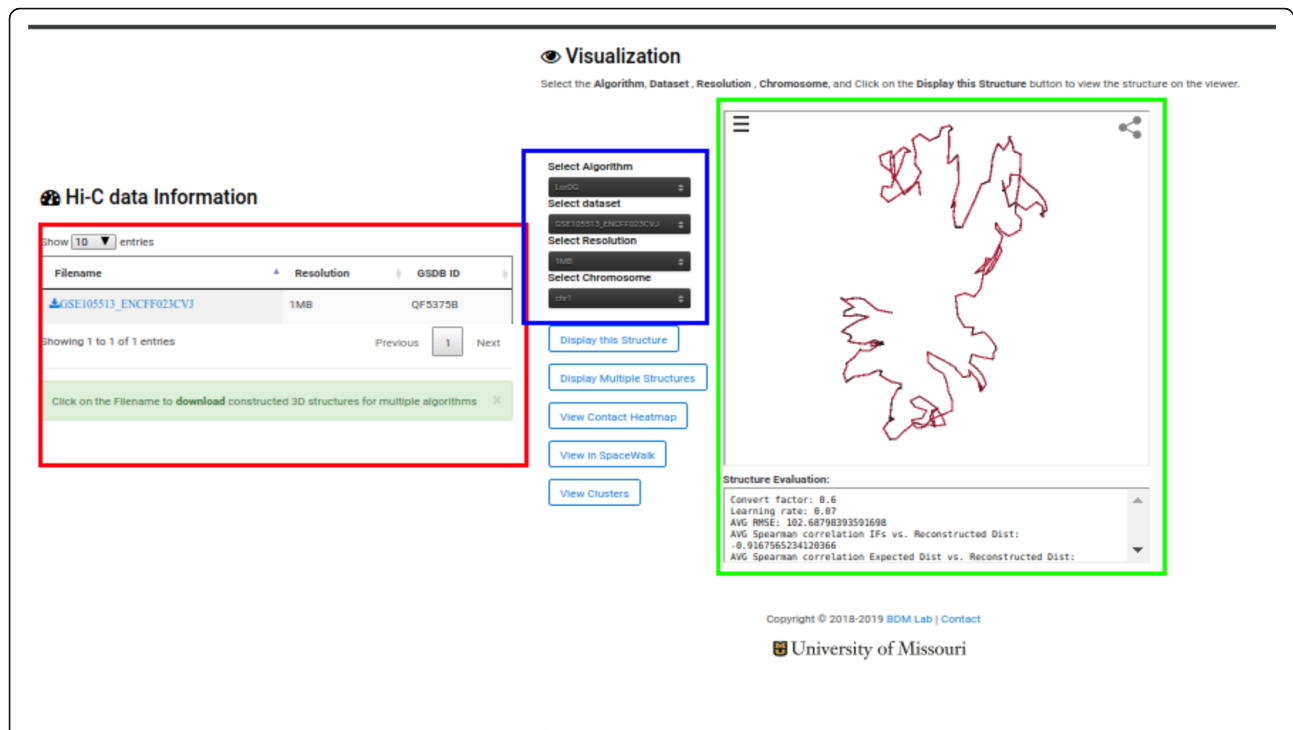 Visualization
Select the Algorithm, Dataset , Resolution , Chromosome, and Click on the Display this Structure button to view the structure on the viewer.
Hi-C data Information
Show 10 entries
Filename Resolution GSDB ID
GSE105513_ENCFF023CVJ 1MB QF5375B
Showing 1 to 1 of 1 entries Previous 1 Next
Click on the Filename to download constructed 3D structures for multiple algorithms ×
Select Algorithm
LorDG
Select dataset
GSE105513_ENCFF023CVJ
Select Resolution
1MB
Select Chromosome
chr1
Display this Structure
Display Multiple Structures
View Contact Heatmap
View in SpaceWalk
View Clusters
Structure Evaluation:
Convert factor: 0.6
Learning rate: 0.07
AVG RMSE: 102.68798393591698
AVG Spearman correlation IFs vs. Reconstructed Dist:
-0.9167565234120366
AVG Spearman correlation Expected Dist vs. Reconstructed Dist:
Copyright © 2018-2019 BDM Lab | Contact
University of Missouri